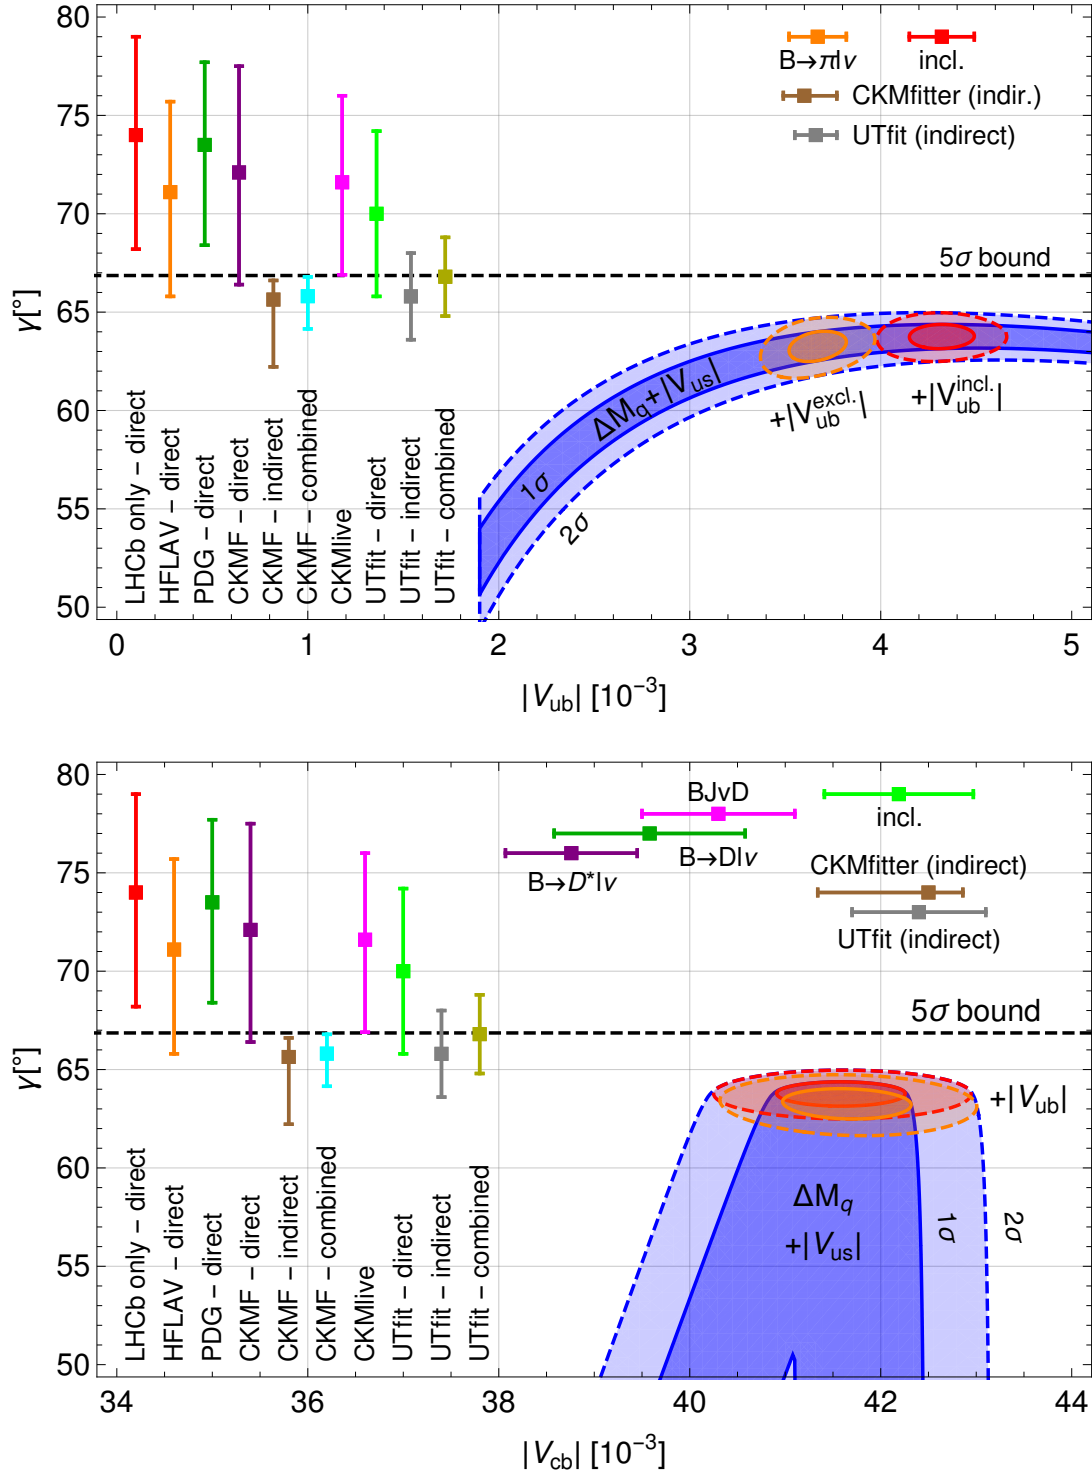 80
75
70
65
60
55
50
γ[°]
B→πlν
incl.
CKMfitter (indir.)
UTfit (indirect)
5σ bound
ΔMq+|Vus|
1σ
2σ
+|Vub^excl.|
+|Vub^incl.|
LHCb only – direct
HFLAV – direct
PDG – direct
CKMF – direct
CKMF – indirect
CKMF – combined
CKMlive
UTfit – direct
UTfit – indirect
UTfit – combined
0
1
2
3
4
5
|Vub| [10⁻³]
80
75
70
65
60
55
50
γ[°]
BJvD
incl.
B→Dlν
B→D*lν
CKMfitter (indirect)
UTfit (indirect)
5σ bound
+|Vub|
ΔMq
+|Vus|
1σ
2σ
LHCb only – direct
HFLAV – direct
PDG – direct
CKMF – direct
CKMF – indirect
CKMF – combined
CKMlive
UTfit – direct
UTfit – indirect
UTfit – combined
34
36
38
40
42
44
|Vcb| [10⁻³]